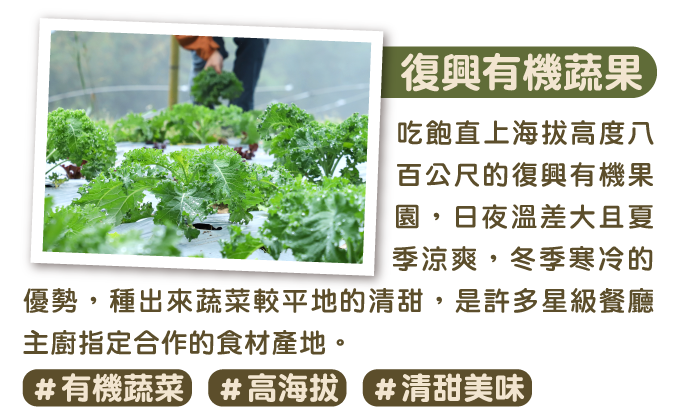 復興有機蔬果
吃飽直上海拔高度八
百公尺的復興有機果
園，日夜溫差大且夏
季涼爽，冬季寒冷的
優勢，種出來蔬菜較平地的清甜，是許多星級餐廳
主廚指定合作的食材產地。
#有機蔬菜 #高海拔 #清甜美味